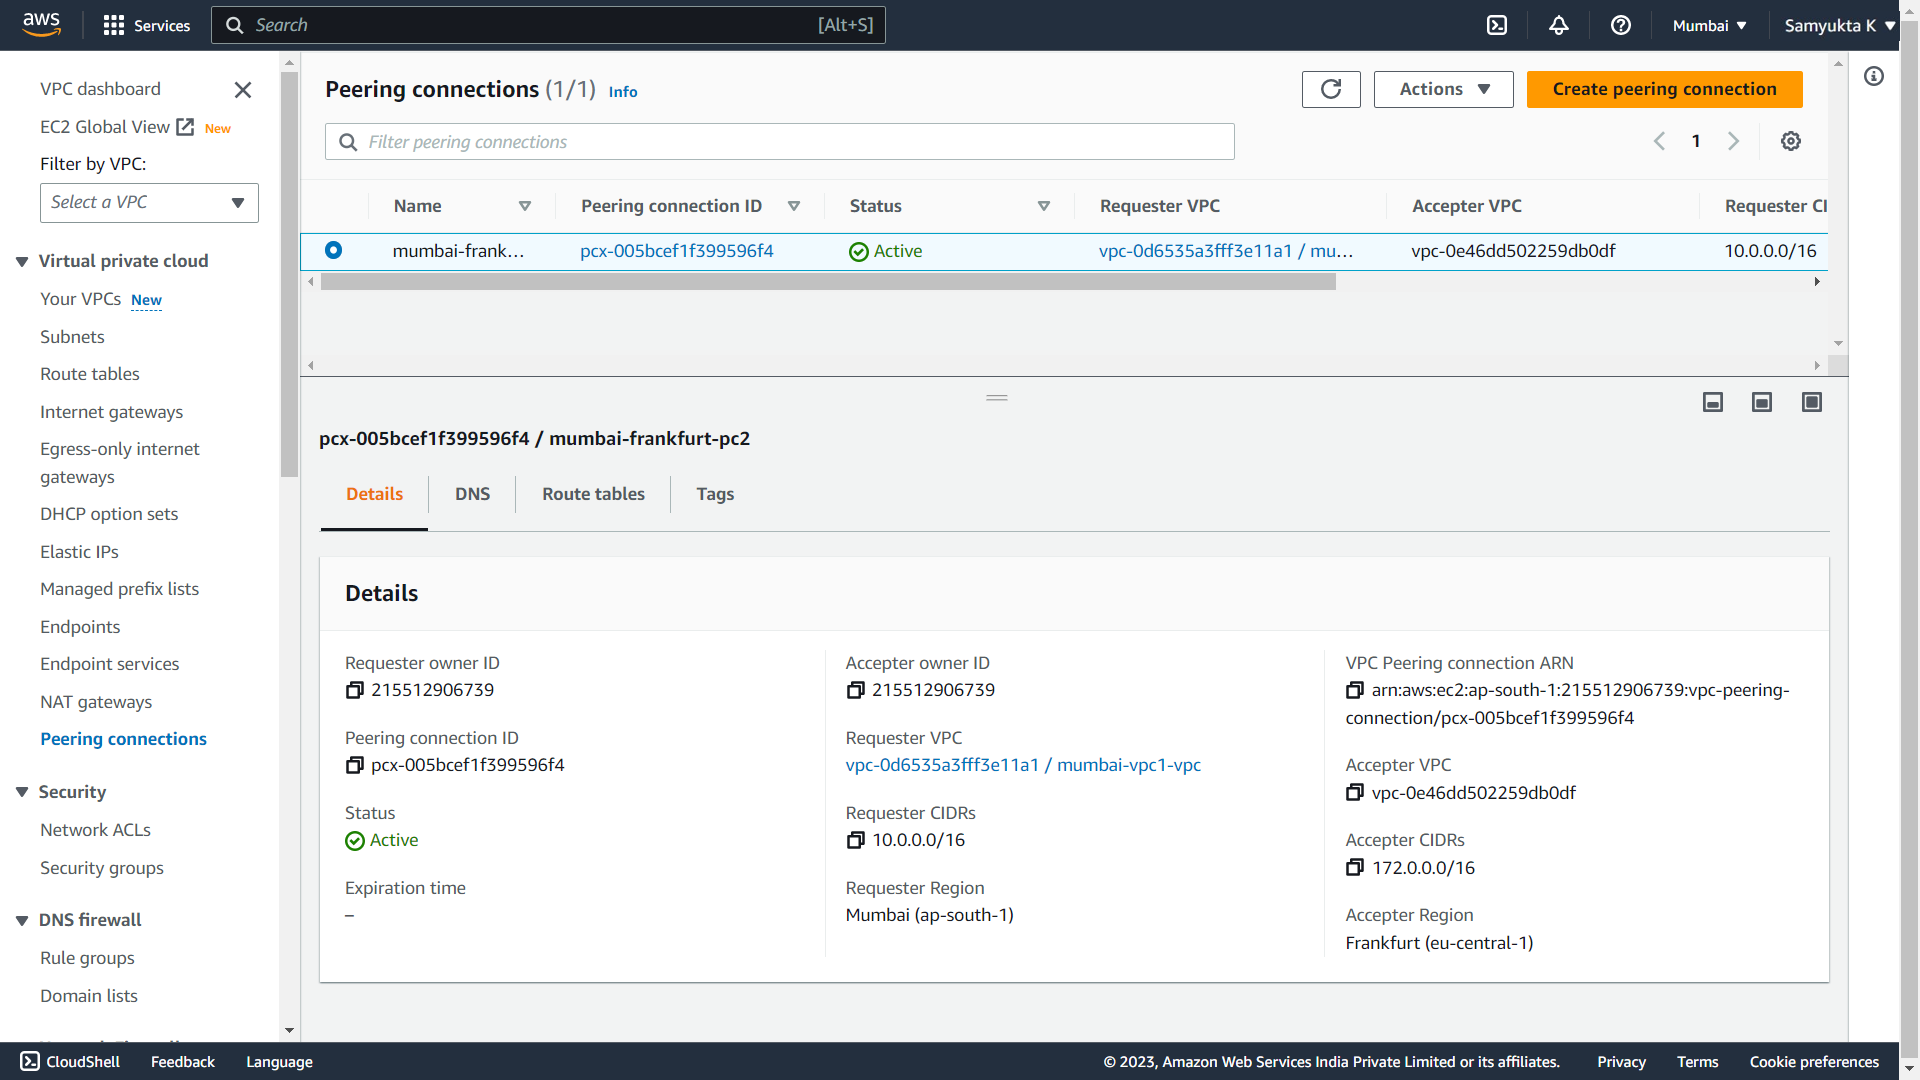 aws
Services
Search
[Alt+S]
Mumbai
Samyukta K
VPC dashboard
EC2 Global View New
Filter by VPC:
Select a VPC
Virtual private cloud
Your VPCs New
Subnets
Route tables
Internet gateways
Egress-only internet
gateways
DHCP option sets
Elastic IPs
Managed prefix lists
Endpoints
Endpoint services
NAT gateways
Peering connections
Security
Network ACLs
Security groups
DNS firewall
Rule groups
Domain lists
Peering connections (1/1) Info
Actions
Create peering connection
Filter peering connections
1
Name Peering connection ID Status Requester VPC Accepter VPC Requester CI
mumbai-frank... pcx-005bcef1f399596f4 Active vpc-0d6535a3fff3e11a1 / mu... vpc-0e46dd502259db0df 10.0.0.0/16
pcx-005bcef1f399596f4 / mumbai-frankfurt-pc2
Details DNS Route tables Tags
Details
Requester owner ID
215512906739
Peering connection ID
pcx-005bcef1f399596f4
Status
Active
Expiration time
–
Accepter owner ID
215512906739
Requester VPC
vpc-0d6535a3fff3e11a1 / mumbai-vpc1-vpc
Requester CIDRs
10.0.0.0/16
Requester Region
Mumbai (ap-south-1)
VPC Peering connection ARN
arn:aws:ec2:ap-south-1:215512906739:vpc-peering-
connection/pcx-005bcef1f399596f4
Accepter VPC
vpc-0e46dd502259db0df
Accepter CIDRs
172.0.0.0/16
Accepter Region
Frankfurt (eu-central-1)
CloudShell Feedback Language
© 2023, Amazon Web Services India Private Limited or its affiliates. Privacy Terms Cookie preferences